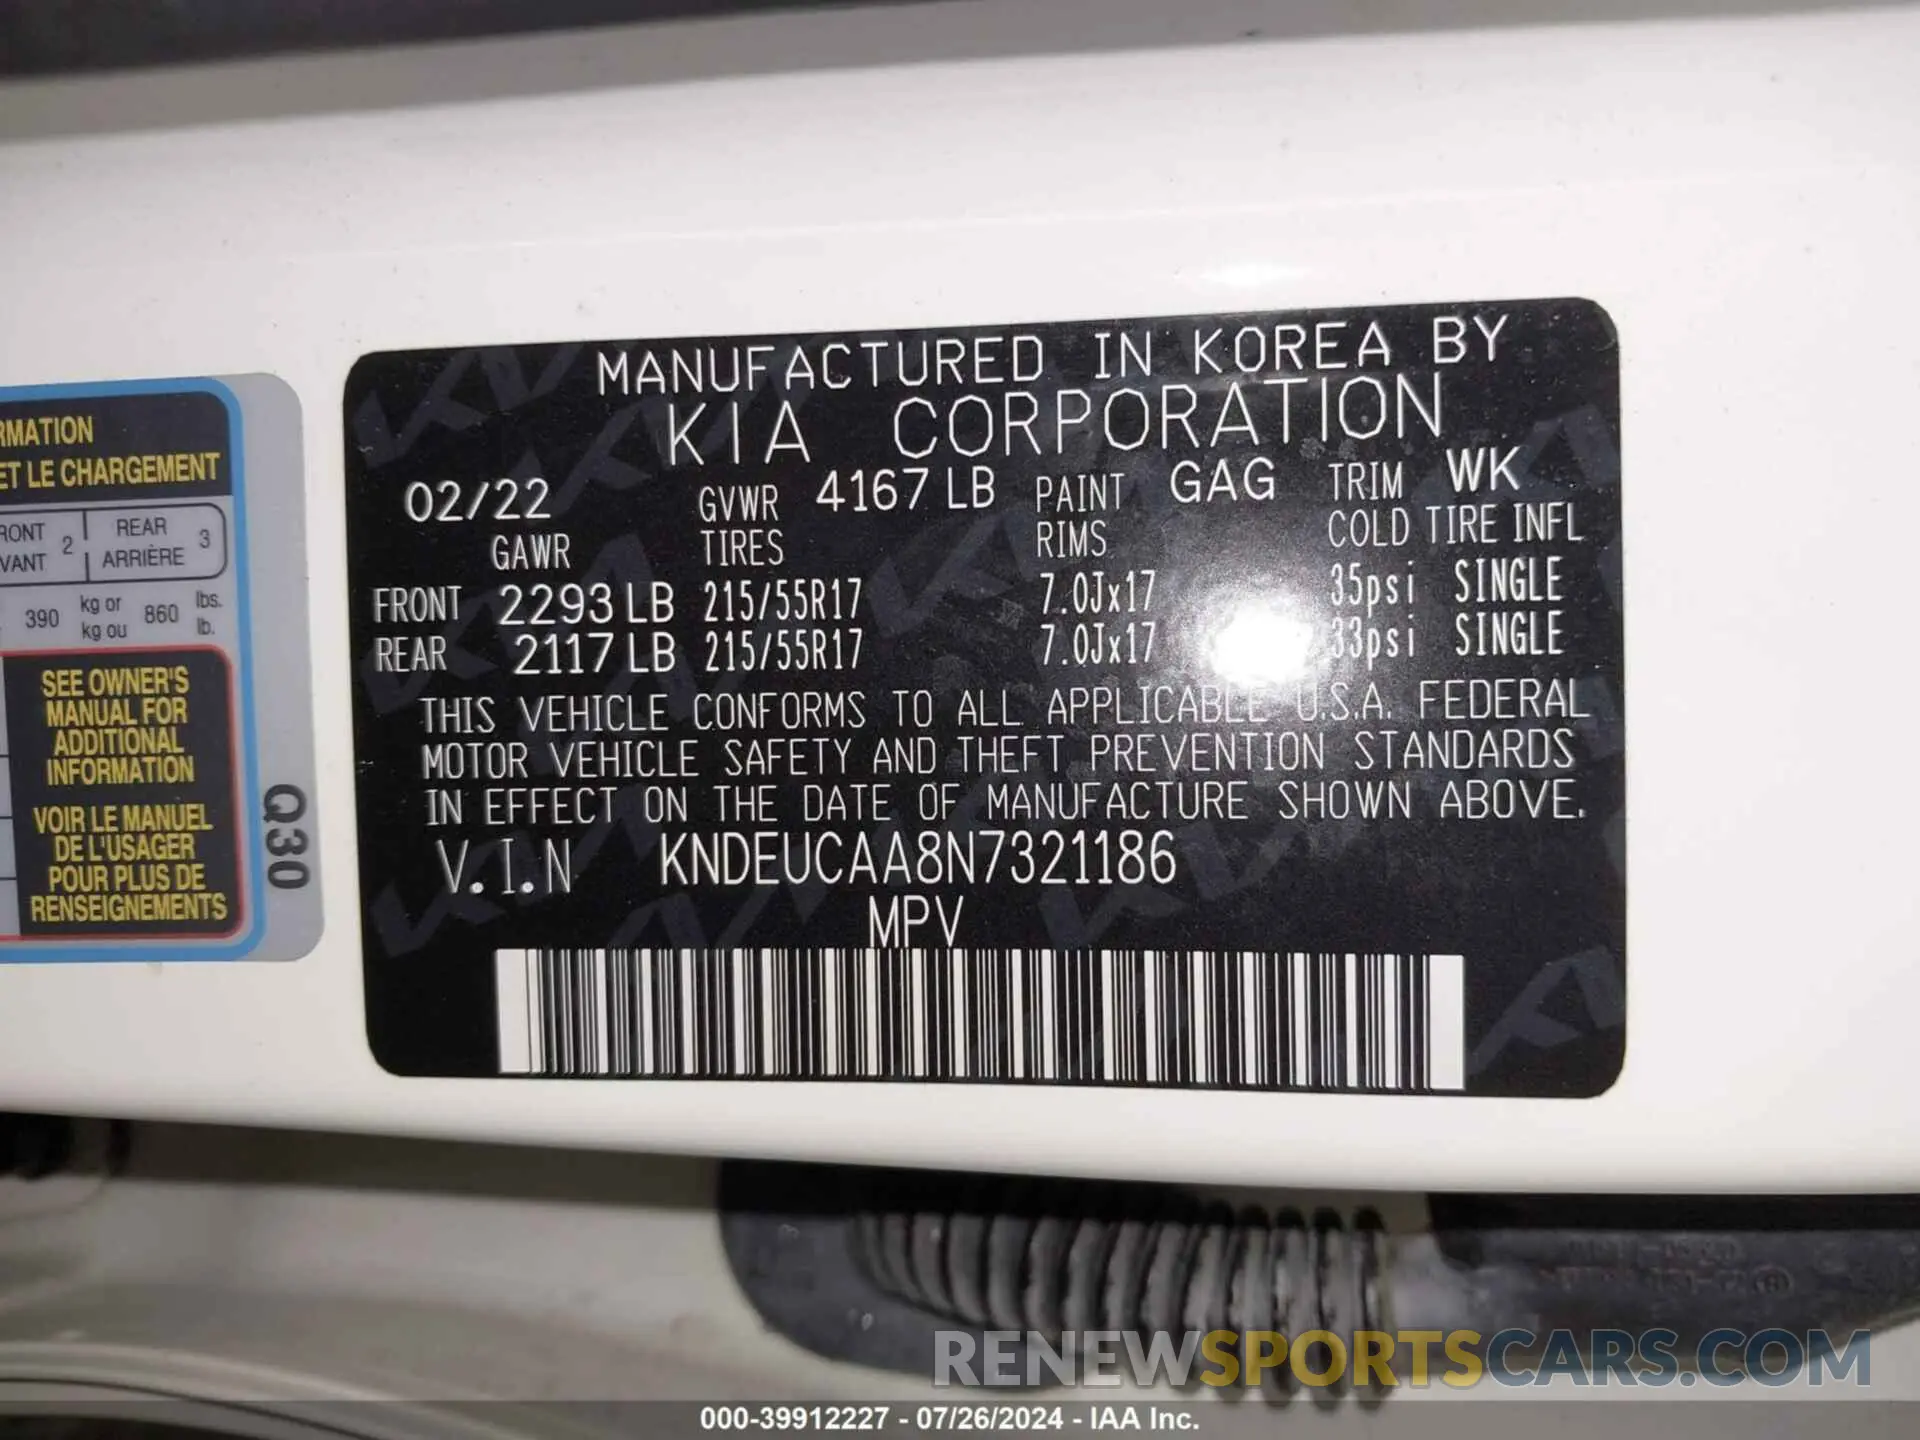 MANUFACTURED IN KOREA BY
KIA CORPORATION
02/22 GVWR 4167 LB PAINT GAG TRIM WK
GAWR TIRES RIMS COLD TIRE INFL
FRONT 2293 LB 215/55R17 7.0Jx17 35psi SINGLE
REAR 2117 LB 215/55R17 7.0Jx17 33psi SINGLE
THIS VEHICLE CONFORMS TO ALL APPLICABLE U.S.A. FEDERAL
MOTOR VEHICLE SAFETY AND THEFT PREVENTION STANDARDS
IN EFFECT ON THE DATE OF MANUFACTURE SHOWN ABOVE.
V.I.N KNDEUCAA8N7321186
MPV
RMATION
ET LE CHARGEMENT
RONT 2 REAR 3
VANT ARRIÈRE
390 kg or 860 lbs.
kg ou lb.
SEE OWNER'S
MANUAL FOR
ADDITIONAL
INFORMATION
VOIR LE MANUEL
DE L'USAGER
POUR PLUS DE
RENSEIGNEMENTS
Q30
RENEWSPORTSCARS.COM
000-39912227 - 07/26/2024 - IAA Inc.